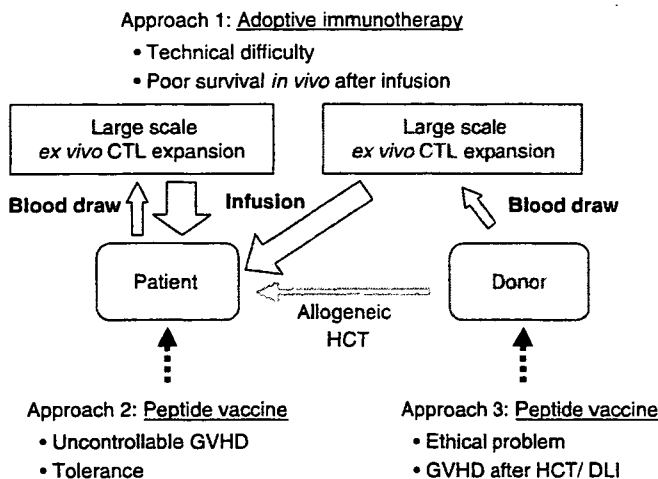 Approach 1: Adoptive immunotherapy
• Technical difficulty
• Poor survival in vivo after infusion
Large scale
ex vivo CTL expansion
Large scale
ex vivo CTL expansion
Blood draw
Infusion
Blood draw
Patient
Donor
Allogeneic
HCT
Approach 2: Peptide vaccine
• Uncontrollable GVHD
• Tolerance
Approach 3: Peptide vaccine
• Ethical problem
• GVHD after HCT/ DLI